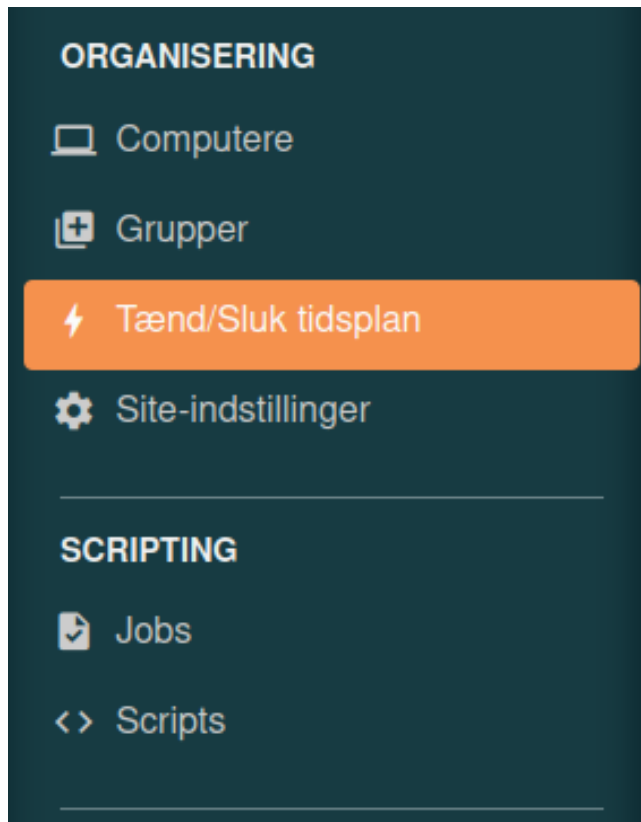 ORGANISERING
Computere
Grupper
Tænd/Sluk tidsplan
Site-indstillinger
SCRIPTING
Jobs
Scripts